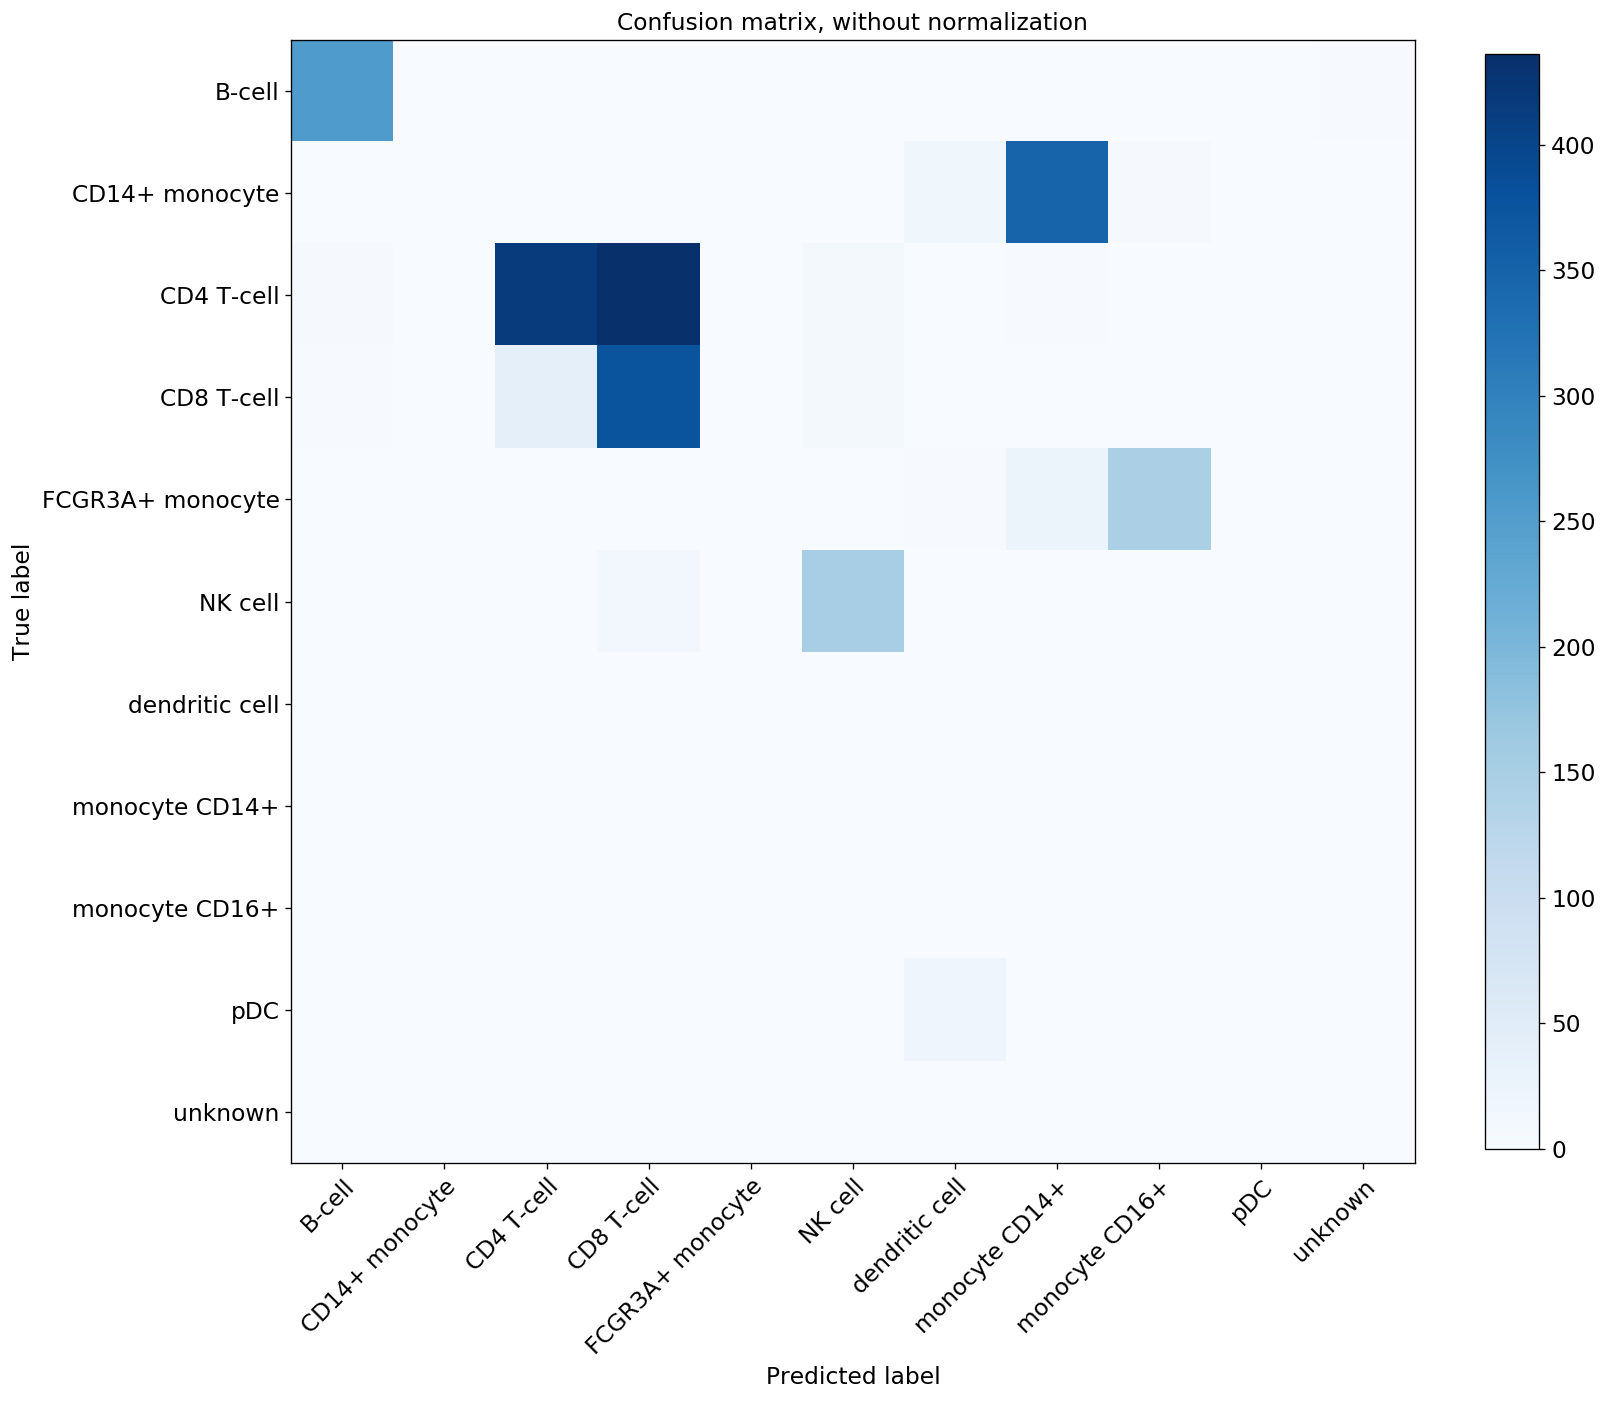 Confusion matrix, without normalization
True label
B-cell
CD14+ monocyte
CD4 T-cell
CD8 T-cell
FCGR3A+ monocyte
NK cell
dendritic cell
monocyte CD14+
monocyte CD16+
pDC
unknown
B-cell
CD14+ monocyte
CD4 T-cell
CD8 T-cell
FCGR3A+ monocyte
NK cell
dendritic cell
monocyte CD14+
monocyte CD16+
pDC
unknown
Predicted label
400
350
300
250
200
150
100
50
0